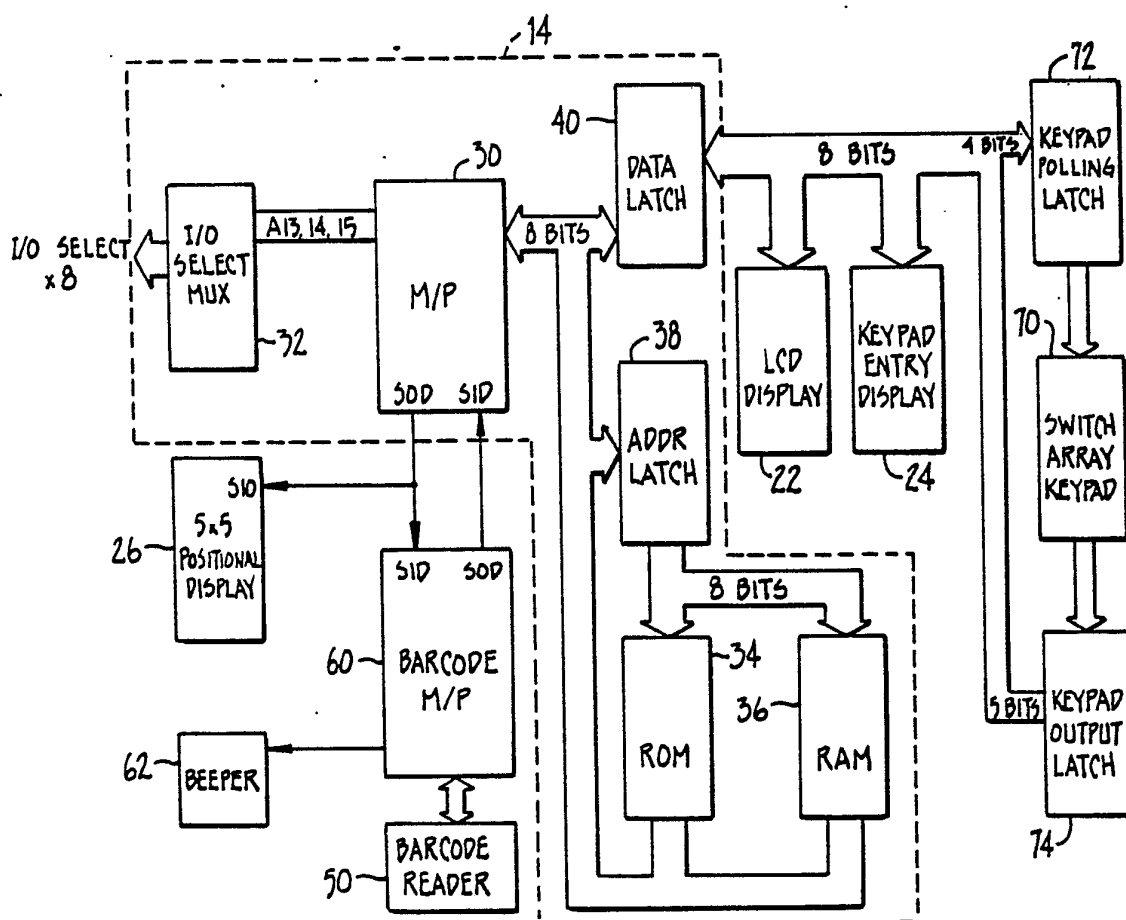 14
72
40
DATA
LATCH
8 BITS
4 BITS
KEYPAD
POLLING
LATCH
30
I/O SELECT
x8
I/O
SELECT
MUX
A13, 14, 15
M/P
8 BITS
32
SOD SID
38
ADDR
LATCH
LCD
DISPLAY
22
KEYPAD
ENTRY
DISPLAY
24
70
SWITCH
ARRAY
KEYPAD
26
SID
5x5
POSITIONAL
DISPLAY
SID SOD
60
BARCODE
M/P
8 BITS
34
ROM
36
RAM
5 BITS
KEYPAD
OUTPUT
LATCH
74
62
BEEPER
50
BARCODE
READER